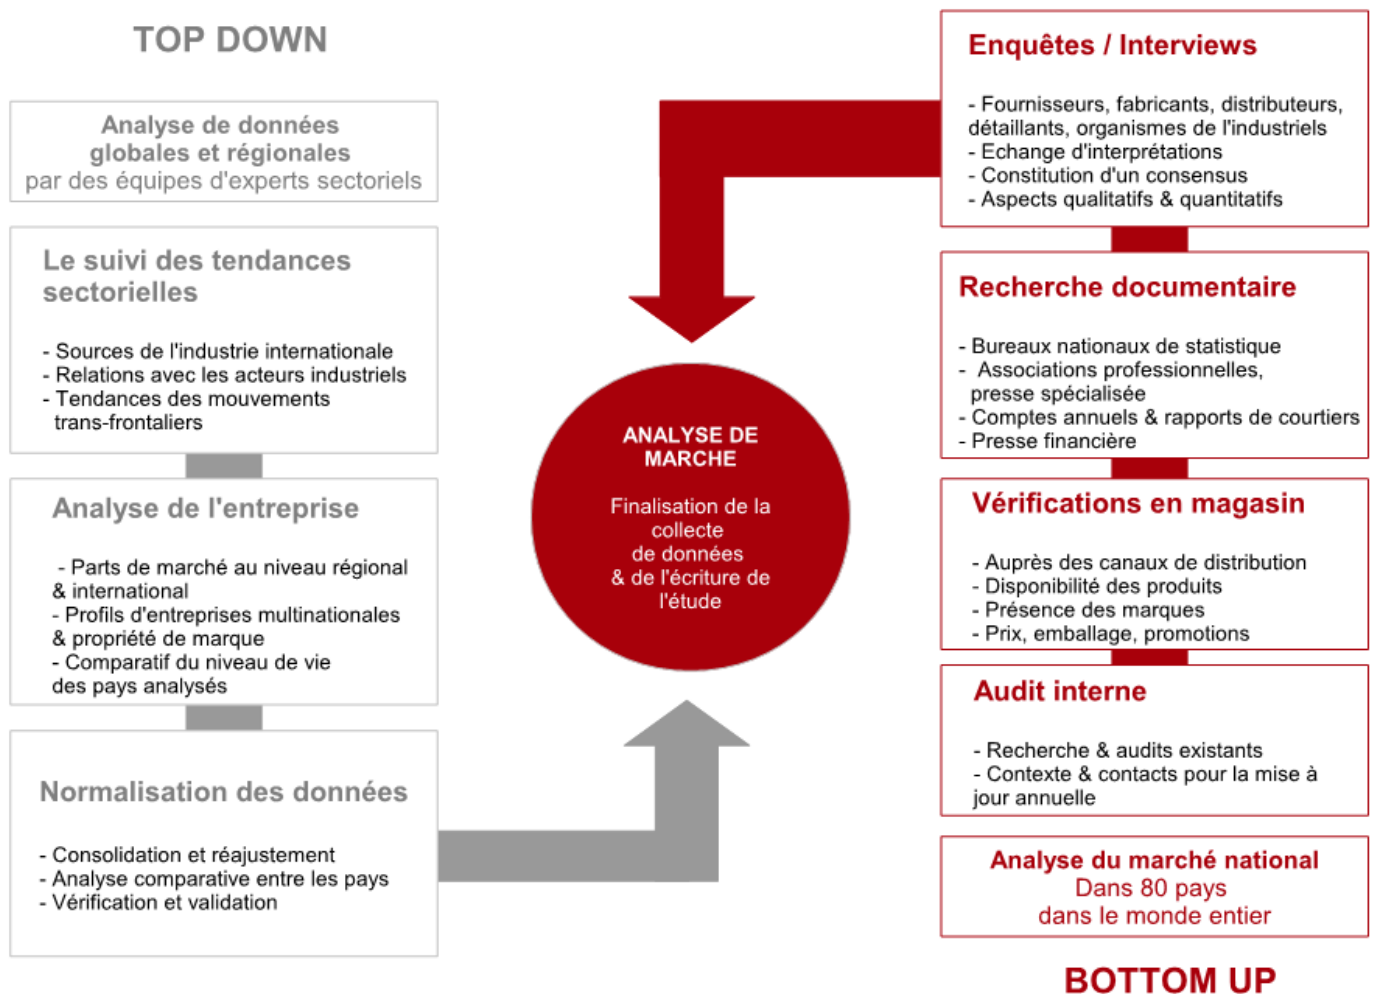 TOP DOWN
Analyse de données
globales et régionales
par des équipes d'experts sectoriels
Le suivi des tendances
sectorielles
- Sources de l'industrie internationale
- Relations avec les acteurs industriels
- Tendances des mouvements
trans-frontaliers
Analyse de l'entreprise
- Parts de marché au niveau régional
& international
- Profils d'entreprises multinationales
& propriété de marque
- Comparatif du niveau de vie
des pays analysés
Normalisation des données
- Consolidation et réajustement
- Analyse comparative entre les pays
- Vérification et validation
ANALYSE DE
MARCHE
Finalisation de la
collecte
de données
& de l'écriture de
l'étude
Enquêtes / Interviews
- Fournisseurs, fabricants, distributeurs,
détaillants, organismes de l'industriels
- Echange d'interprétations
- Constitution d'un consensus
- Aspects qualitatifs & quantitatifs
Recherche documentaire
- Bureaux nationaux de statistique
- Associations professionnelles,
presse spécialisée
- Comptes annuels & rapports de courtiers
- Presse financière
Vérifications en magasin
- Auprès des canaux de distribution
- Disponibilité des produits
- Présence des marques
- Prix, emballage, promotions
Audit interne
- Recherche & audits existants
- Contexte & contacts pour la mise à
jour annuelle
Analyse du marché national
Dans 80 pays
dans le monde entier
BOTTOM UP